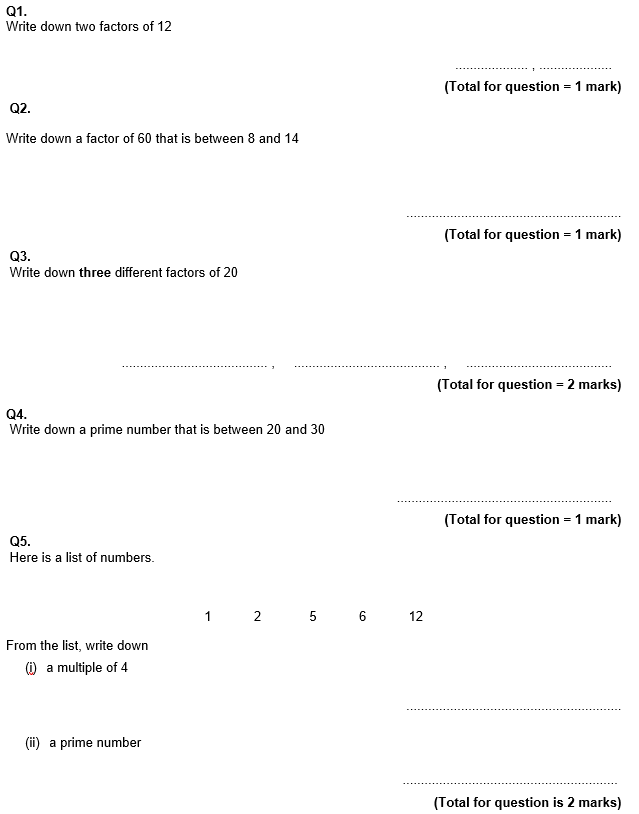 Q1.
Write down two factors of 12
..................... , .....................
(Total for question = 1 mark)
Q2.
Write down a factor of 60 that is between 8 and 14
...........................................................
(Total for question = 1 mark)
Q3.
Write down three different factors of 20
........................................ , ........................................ , ........................................
(Total for question = 2 marks)
Q4.
Write down a prime number that is between 20 and 30
...........................................................
(Total for question = 1 mark)
Q5.
Here is a list of numbers.
1 2 5 6 12
From the list, write down
(i) a multiple of 4
...........................................................
(ii) a prime number
...........................................................
(Total for question is 2 marks)